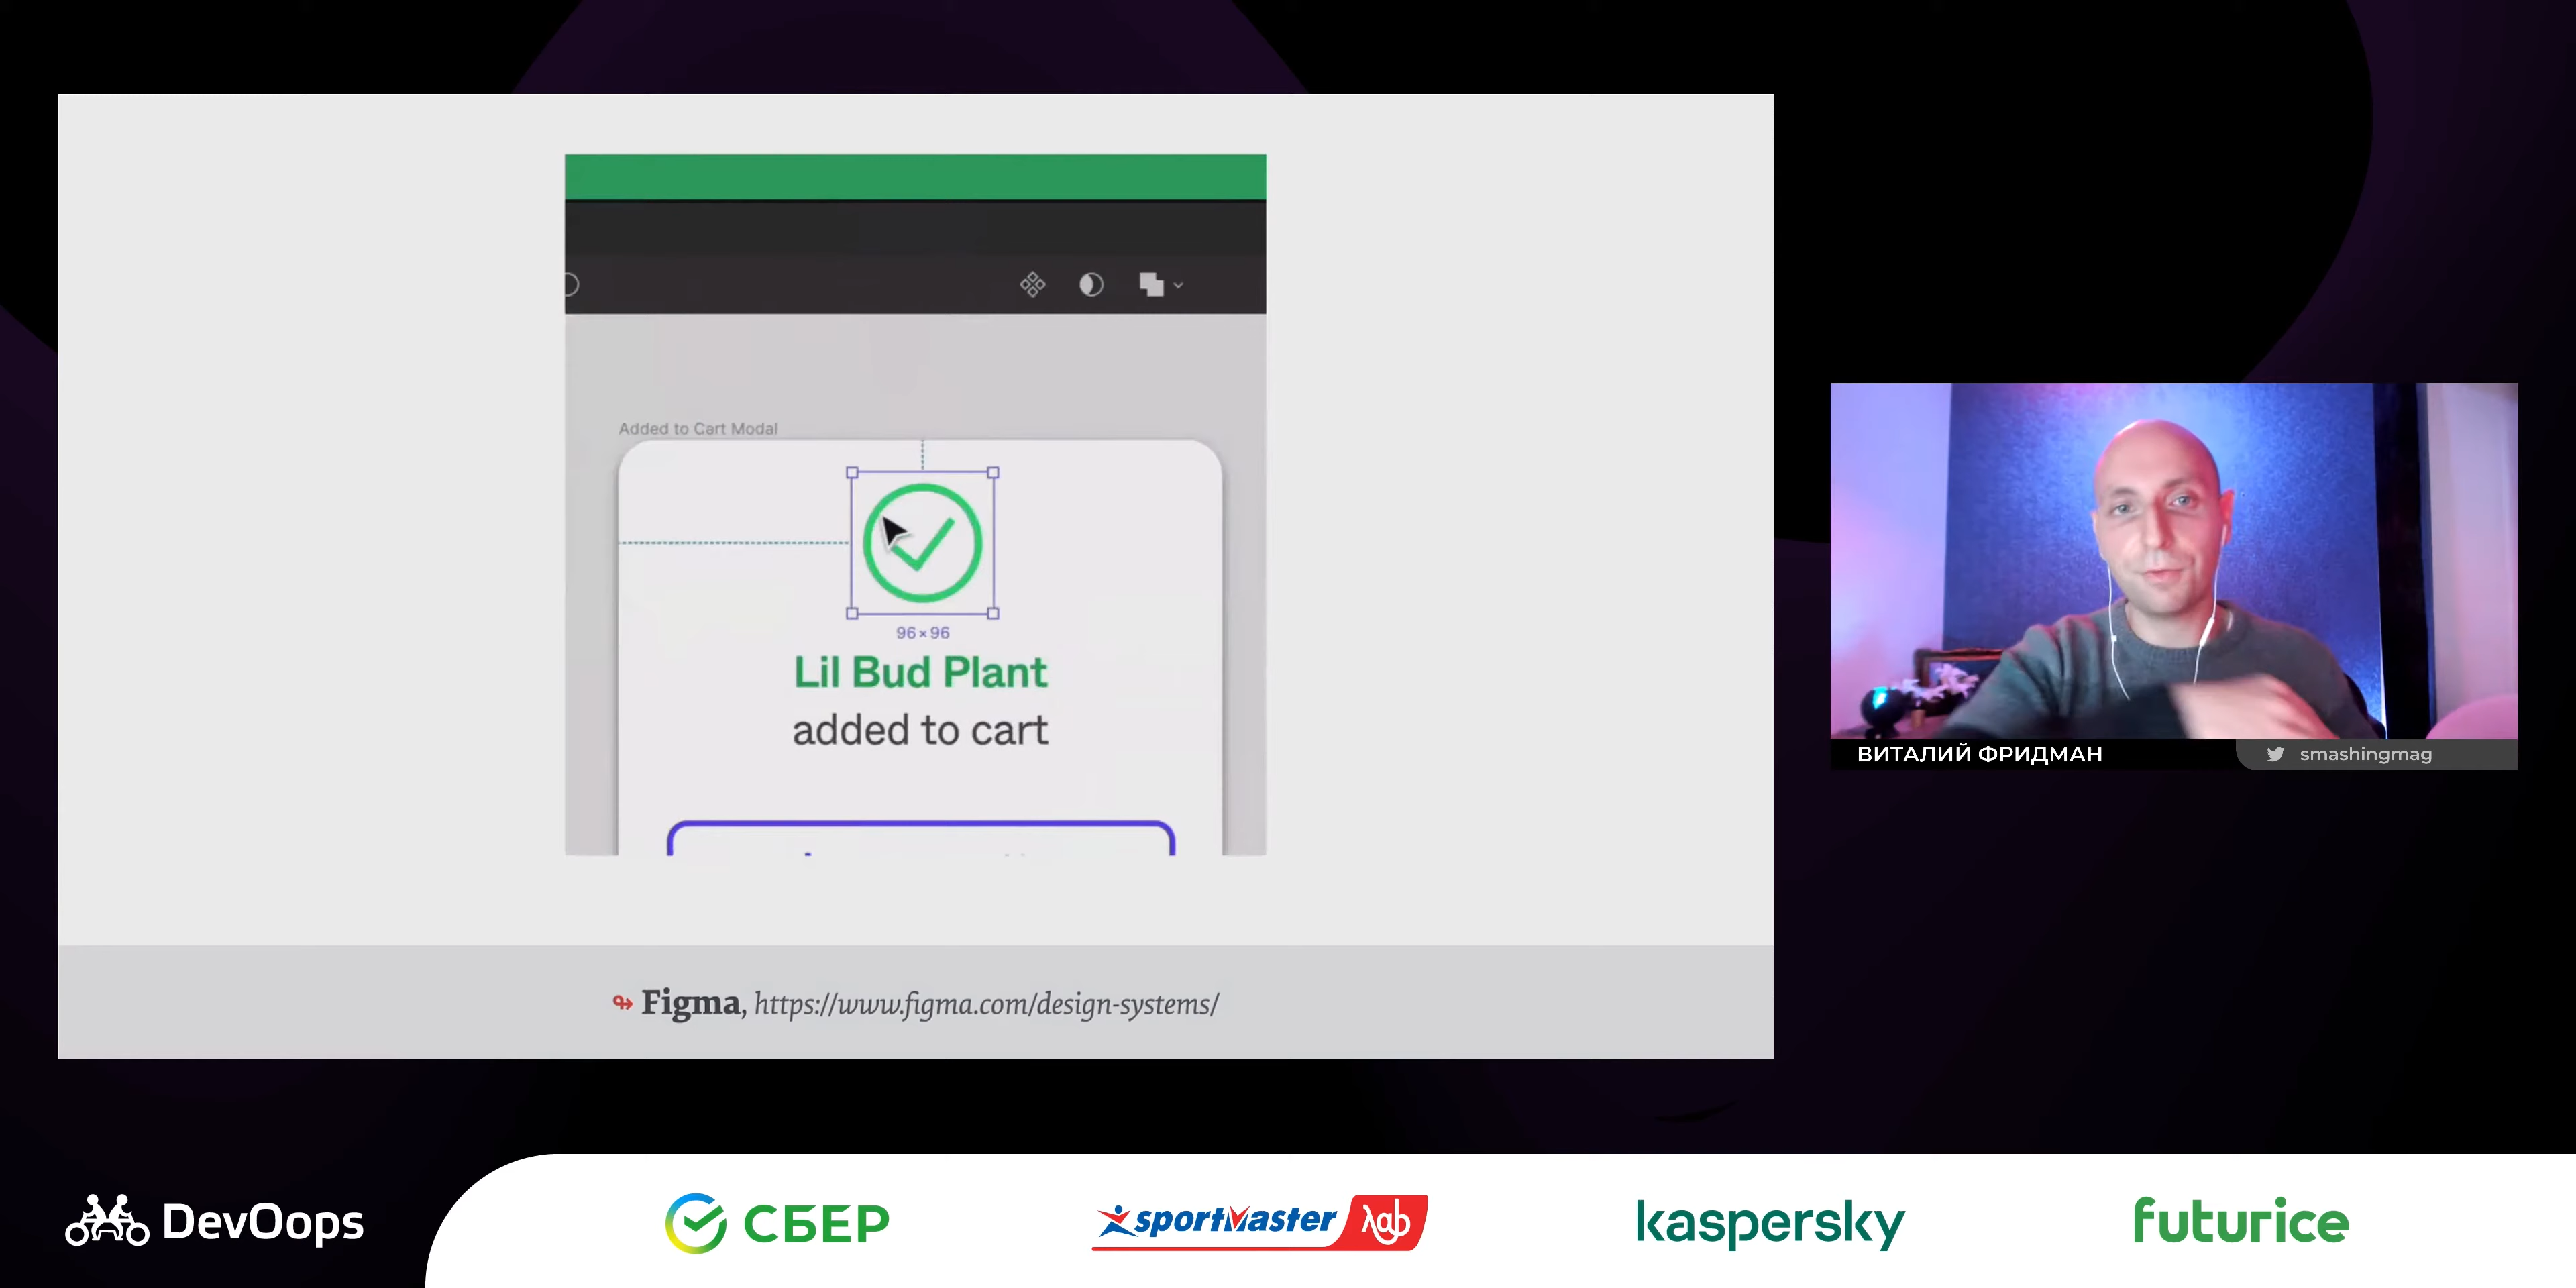 Added to Cart Modal
96×96
Lil Bud Plant
added to cart
↬ Figma, https://www.figma.com/design-systems/
ВИТАЛИЙ ФРИДМАН
smashingmag
DevOops
СБЕР
sportmaster lab
kaspersky
futurice